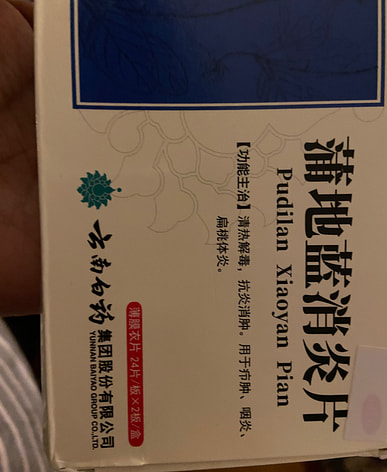 蒲地蓝消炎片
Pudilan Xiaoyan Pian
【功能主治】清热解毒，抗炎消肿。用于疖肿、咽炎、
扁桃体炎。
薄膜衣片 24片/板×2板/盒
云南白药 集团股份有限公司
YUNNAN BAIYAO GROUP CO.,LTD.